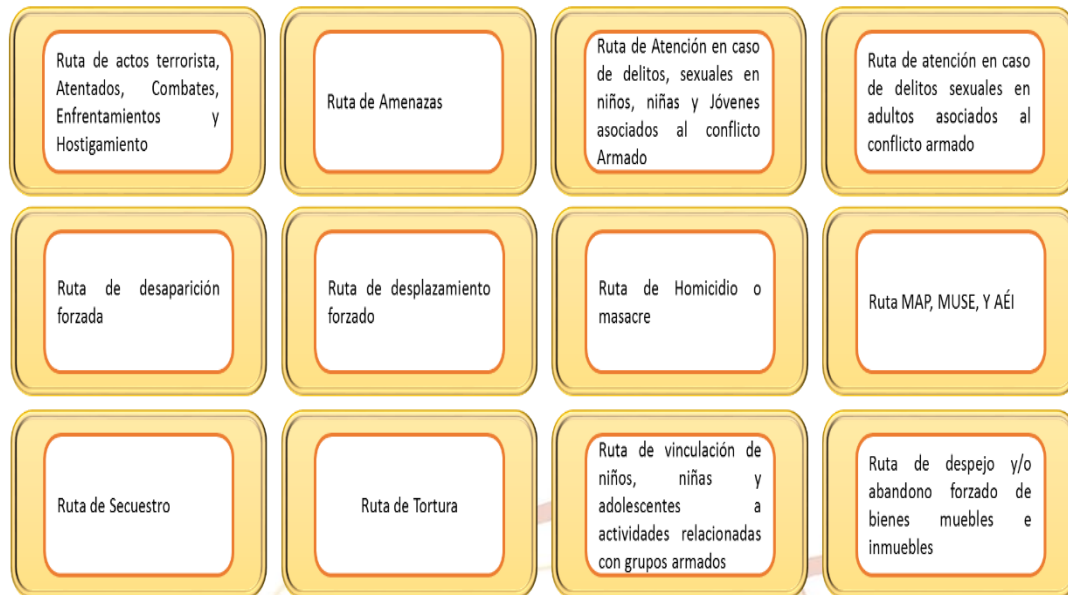 Ruta de actos terrorista,
Atentados, Combates,
Enfrentamientos y
Hostigamiento
Ruta de Amenazas
Ruta de Atención en caso
de delitos, sexuales en
niños, niñas y Jóvenes
asociados al conflicto
Armado
Ruta de atención en caso
de delitos sexuales en
adultos asociados al
conflicto armado
Ruta de desaparición
forzada
Ruta de desplazamiento
forzado
Ruta de Homicidio o
masacre
Ruta MAP, MUSE, Y AÉI
Ruta de Secuestro
Ruta de Tortura
Ruta de vinculación de
niños, niñas y
adolescentes a
actividades relacionadas
con grupos armados
Ruta de despejo y/o
abandono forzado de
bienes muebles e
inmuebles